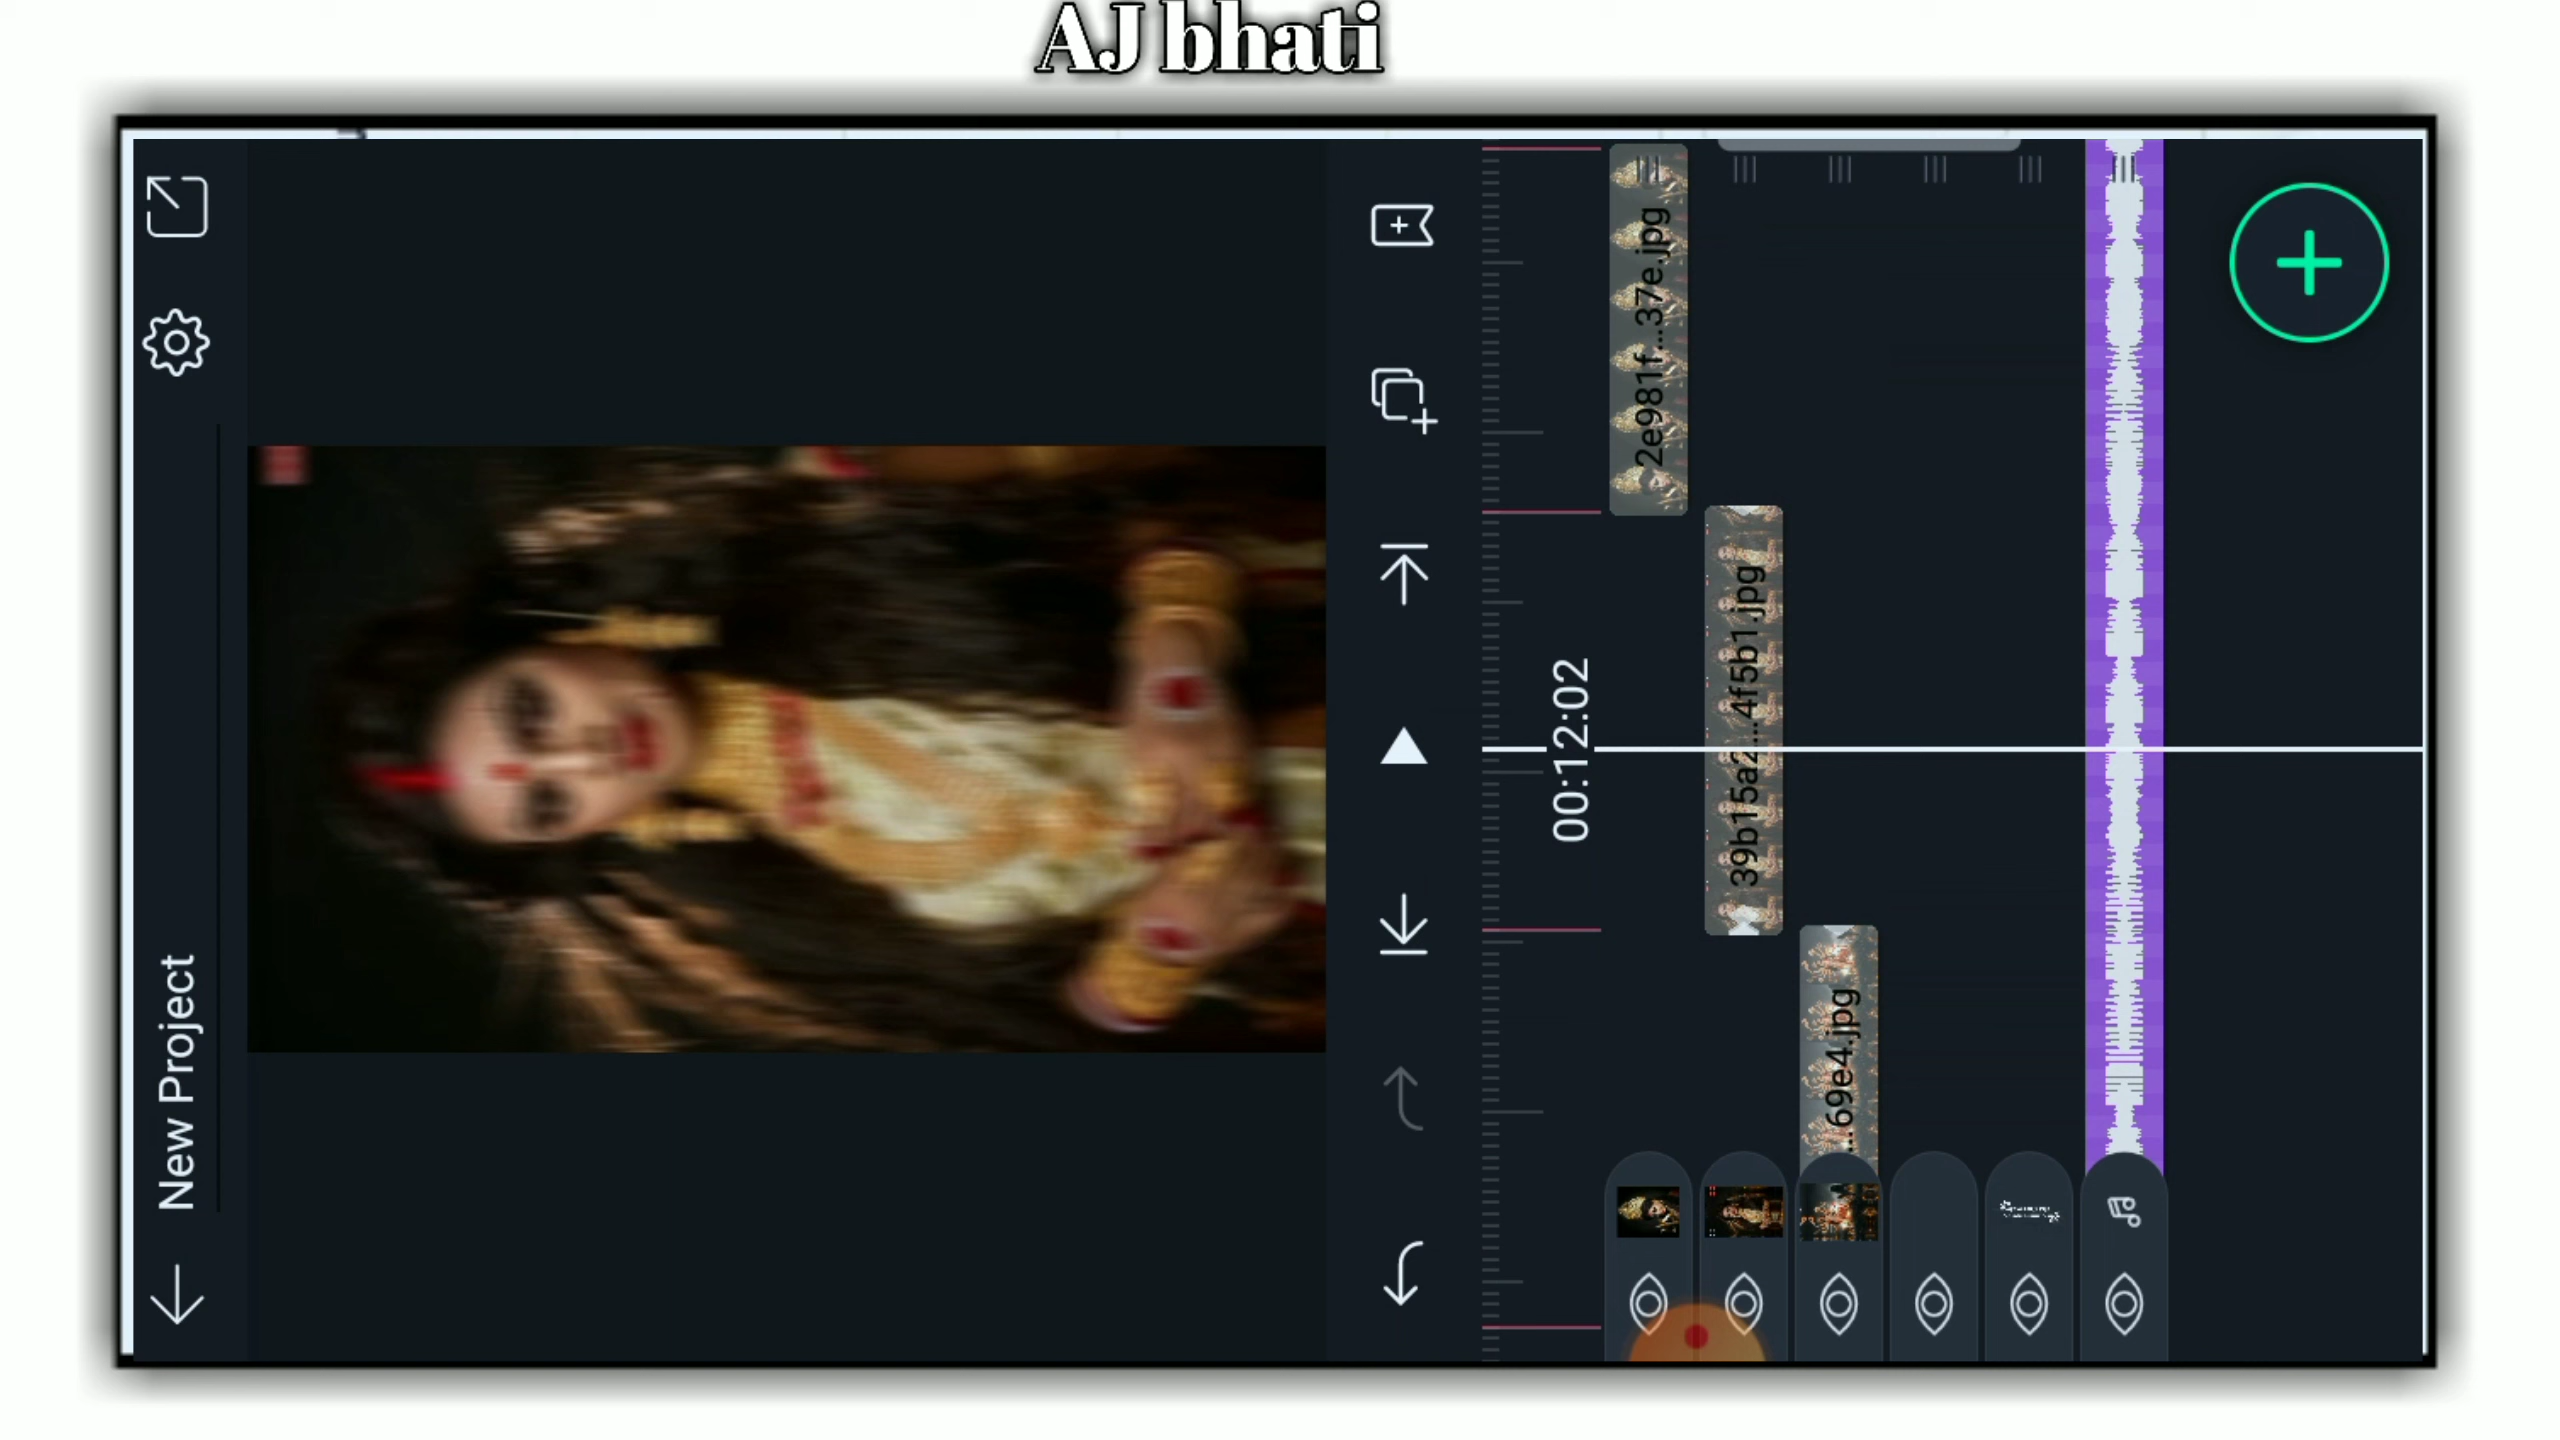 AJ bhati
New Project
00:12:02
2e981f...37e.jpg
39b15a2...4f5b1.jpg
...69e4.jpg